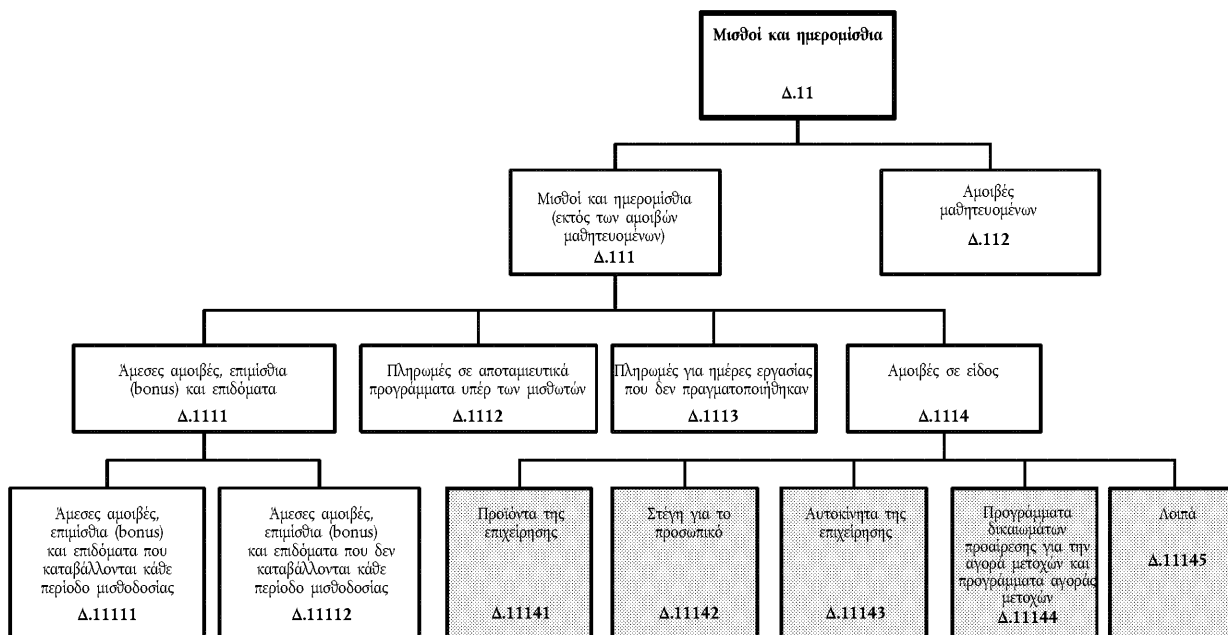 Μισθοί και ημερομίσθια
Δ.11
Μισθοί και ημερομίσθια
(εκτός των αμοιβών
μαθητευομένων)
Δ.111
Αμοιβές
μαθητευομένων
Δ.112
Άμεσες αμοιβές, επιμίσθια
(bonus) και επιδόματα
Δ.1111
Πληρωμές σε αποταμιευτικά
προγράμματα υπέρ των μισθωτών
Δ.1112
Πληρωμές για ημέρες εργασίας
που δεν πραγματοποιήθηκαν
Δ.1113
Αμοιβές σε είδος
Δ.1114
Άμεσες αμοιβές,
επιμίσθια (bonus)
και επιδόματα που
καταβάλλονται κάθε
περίοδο μισθοδοσίας
Δ.11111
Άμεσες αμοιβές,
επιμίσθια (bonus)
και επιδόματα που δεν
καταβάλλονται κάθε
περίοδο μισθοδοσίας
Δ.11112
Προϊόντα της
επιχείρησης
Δ.11141
Στέγη για το
προσωπικό
Δ.11142
Αυτοκίνητα της
επιχείρησης
Δ.11143
Προγράμματα
δικαιωμάτων
προαίρεσης για την
αγορά μετοχών και
προγράμματα αγοράς
μετοχών
Δ.11144
Λοιπά
Δ.11145